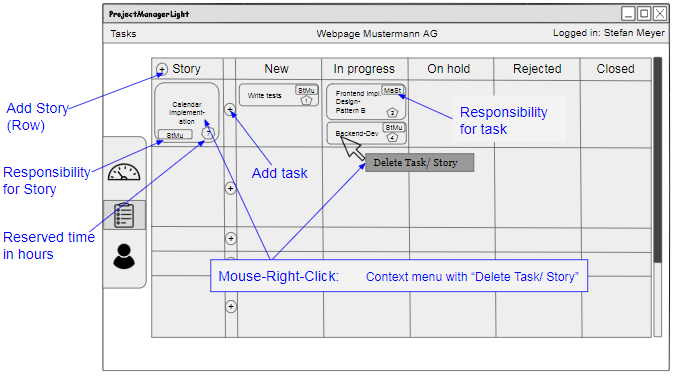 ProjectManagerLight
Tasks
Webpage Mustermann AG
Logged in: Stefan Meyer
+ Story
New
In progress
On hold
Rejected
Closed
Add Story
(Row)
Calendar
Implement-
ation
StMu
7
+
Write tests
StMu
1
Frontend Impl.
Design-
Pattern B
MaSt
2
Backend-Dev
StMu
4
Responsibility
for task
Delete Task/ Story
Add task
Responsibility
for Story
+
Reserved time
in hours
+
+
Mouse-Right-Click: Context menu with “Delete Task/ Story”
+